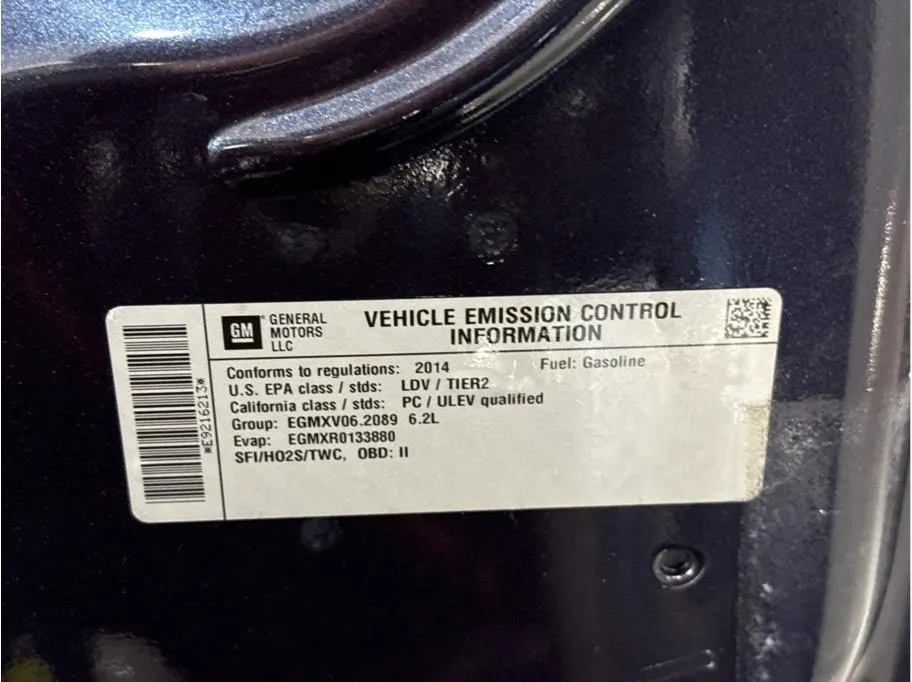 GM
GENERAL
MOTORS
LLC
VEHICLE EMISSION CONTROL
INFORMATION
Conforms to regulations: 2014 Fuel: Gasoline
U.S. EPA class / stds: LDV / TIER2
California class / stds: PC / ULEV qualified
Group: EGMXV06.2089 6.2L
Evap: EGMXR0133880
SFI/HO2S/TWC, OBD: II
*E9216213*